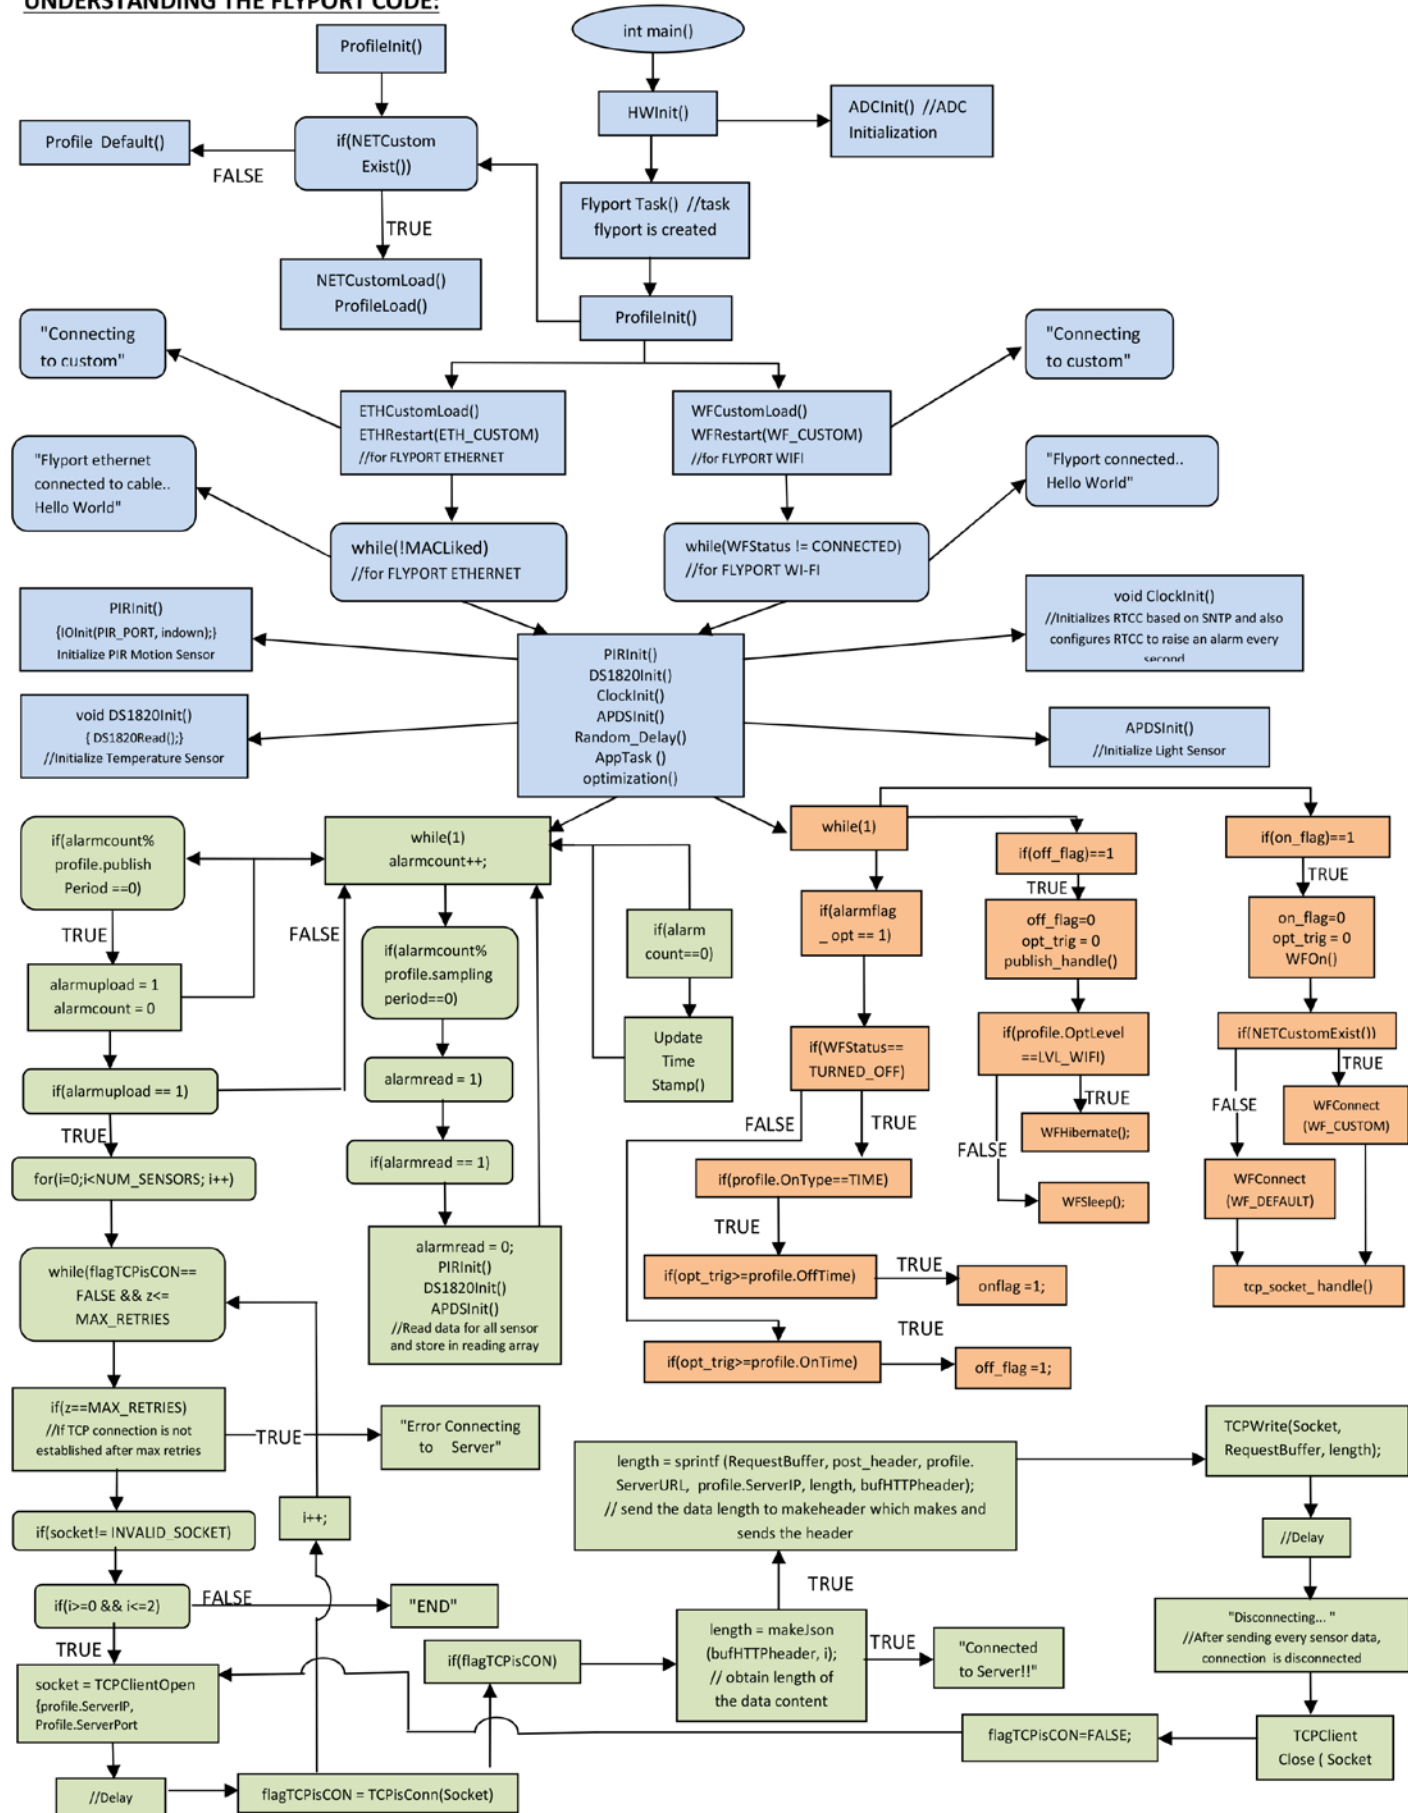 UNDERSTANDING THE FLYPORT CODE:
ProfileInit()
int main()
HWInit()
ADCInit() //ADC
Initialization
Profile Default()
if(NETCustom
Exist())
FALSE
TRUE
Flyport Task() //task
flyport is created
NETCustomLoad()
ProfileLoad()
ProfileInit()
"Connecting
to custom"
"Connecting
to custom"
ETHCustomLoad()
ETHRestart(ETH_CUSTOM)
//for FLYPORT ETHERNET
WFCustomLoad()
WFRestart(WF_CUSTOM)
//for FLYPORT WIFI
"Flyport ethernet
connected to cable..
Hello World"
"Flyport connected..
Hello World"
while(!MACLiked)
//for FLYPORT ETHERNET
while(WFStatus != CONNECTED)
//for FLYPORT WI-FI
PIRInit()
{IOInit(PIR_PORT, indown);}
Initialize PIR Motion Sensor
void ClockInit()
//Initializes RTCC based on SNTP and also
configures RTCC to raise an alarm every
second
PIRInit()
DS1820Init()
ClockInit()
APDSInit()
Random_Delay()
AppTask ()
optimization()
void DS1820Init()
{ DS1820Read();}
//Initialize Temperature Sensor
APDSInit()
//Initialize Light Sensor
if(alarmcount%
profile.publish
Period ==0)
while(1)
alarmcount++;
while(1)
if(off_flag)==1
if(on_flag)==1
TRUE
TRUE
TRUE
FALSE
alarmupload = 1
alarmcount = 0
if(alarmcount%
profile.sampling
period==0)
if(alarm
count==0)
if(alarmflag
_ opt == 1)
off_flag=0
opt_trig = 0
publish_handle()
on_flag=0
opt_trig = 0
WFOn()
Update
Time
Stamp()
if(WFStatus==
TURNED_OFF)
if(profile.OptLevel
==LVL_WIFI)
if(NETCustomExist())
alarmread = 1)
if(alarmupload == 1)
TRUE
FALSE
TRUE
TRUE
FALSE
TRUE
FALSE
WFHibernate();
WFConnect
(WF_CUSTOM)
if(alarmread == 1)
for(i=0;i<NUM_SENSORS; i++)
if(profile.OnType==TIME)
WFSleep();
WFConnect
(WF_DEFAULT)
TRUE
alarmread = 0;
PIRInit()
DS1820Init()
APDSInit()
//Read data for all sensor
and store in reading array
while(flagTCPisCON==
FALSE && z<=
MAX_RETRIES
if(opt_trig>=profile.OffTime)
TRUE
onflag =1;
tcp_socket_ handle()
if(opt_trig>=profile.OnTime)
TRUE
off_flag =1;
if(z==MAX_RETRIES)
//If TCP connection is not
established after max retries
TRUE
"Error Connecting
to Server"
length = sprintf (RequestBuffer, post_header, profile.
ServerURL, profile.ServerIP, length, bufHTTPheader);
// send the data length to makeheader which makes and
sends the header
TCPWrite(Socket,
RequestBuffer, length);
i++;
if(socket!= INVALID_SOCKET)
//Delay
if(i>=0 && i<=2)
FALSE
"END"
TRUE
TRUE
length = makeJson
(bufHTTPheader, i);
// obtain length of
the data content
TRUE
"Connected
to Server!!"
"Disconnecting... "
//After sending every sensor data,
connection is disconnected
if(flagTCPisCON)
socket = TCPClientOpen
{profile.ServerIP,
Profile.ServerPort
flagTCPisCON=FALSE;
TCPClient
Close ( Socket
//Delay
flagTCPisCON = TCPisConn(Socket)